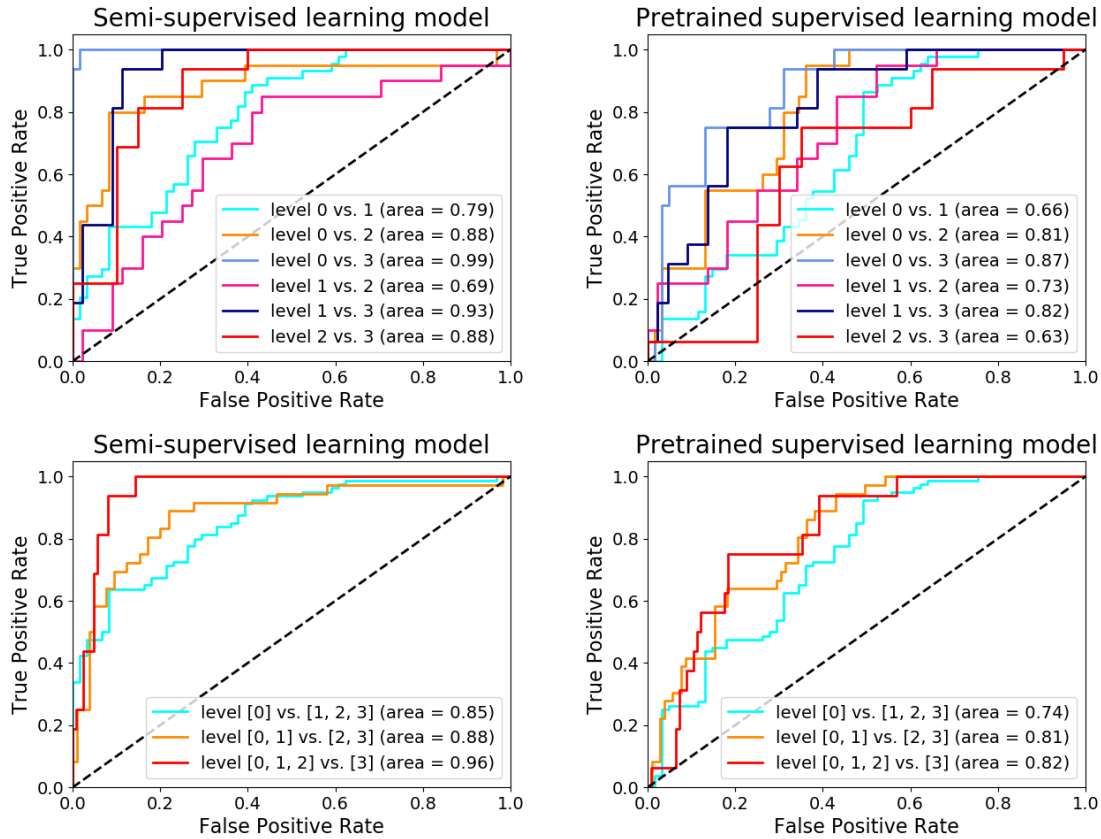 Semi-supervised learning model
True Positive Rate
1.0
0.8
0.6
0.4
0.2
0.0
level 0 vs. 1 (area = 0.79)
level 0 vs. 2 (area = 0.88)
level 0 vs. 3 (area = 0.99)
level 1 vs. 2 (area = 0.69)
level 1 vs. 3 (area = 0.93)
level 2 vs. 3 (area = 0.88)
0.0 0.2 0.4 0.6 0.8 1.0
False Positive Rate
Pretrained supervised learning model
True Positive Rate
1.0
0.8
0.6
0.4
0.2
0.0
level 0 vs. 1 (area = 0.66)
level 0 vs. 2 (area = 0.81)
level 0 vs. 3 (area = 0.87)
level 1 vs. 2 (area = 0.73)
level 1 vs. 3 (area = 0.82)
level 2 vs. 3 (area = 0.63)
0.0 0.2 0.4 0.6 0.8 1.0
False Positive Rate
Semi-supervised learning model
True Positive Rate
1.0
0.8
0.6
0.4
0.2
0.0
level [0] vs. [1, 2, 3] (area = 0.85)
level [0, 1] vs. [2, 3] (area = 0.88)
level [0, 1, 2] vs. [3] (area = 0.96)
0.0 0.2 0.4 0.6 0.8 1.0
False Positive Rate
Pretrained supervised learning model
True Positive Rate
1.0
0.8
0.6
0.4
0.2
0.0
level [0] vs. [1, 2, 3] (area = 0.74)
level [0, 1] vs. [2, 3] (area = 0.81)
level [0, 1, 2] vs. [3] (area = 0.82)
0.0 0.2 0.4 0.6 0.8 1.0
False Positive Rate